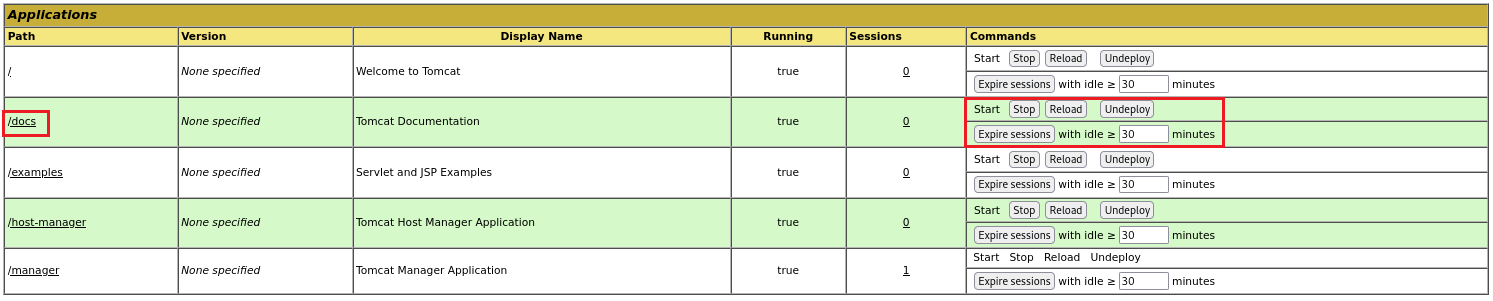 Applications
Path Version Display Name Running Sessions Commands
/ None specified Welcome to Tomcat true 0 Start Stop Reload Undeploy
Expire sessions with idle ≥ 30 minutes
/docs None specified Tomcat Documentation true 0 Start Stop Reload Undeploy
Expire sessions with idle ≥ 30 minutes
/examples None specified Servlet and JSP Examples true 0 Start Stop Reload Undeploy
Expire sessions with idle ≥ 30 minutes
/host-manager None specified Tomcat Host Manager Application true 0 Start Stop Reload Undeploy
Expire sessions with idle ≥ 30 minutes
/manager None specified Tomcat Manager Application true 1 Start Stop Reload Undeploy
Expire sessions with idle ≥ 30 minutes